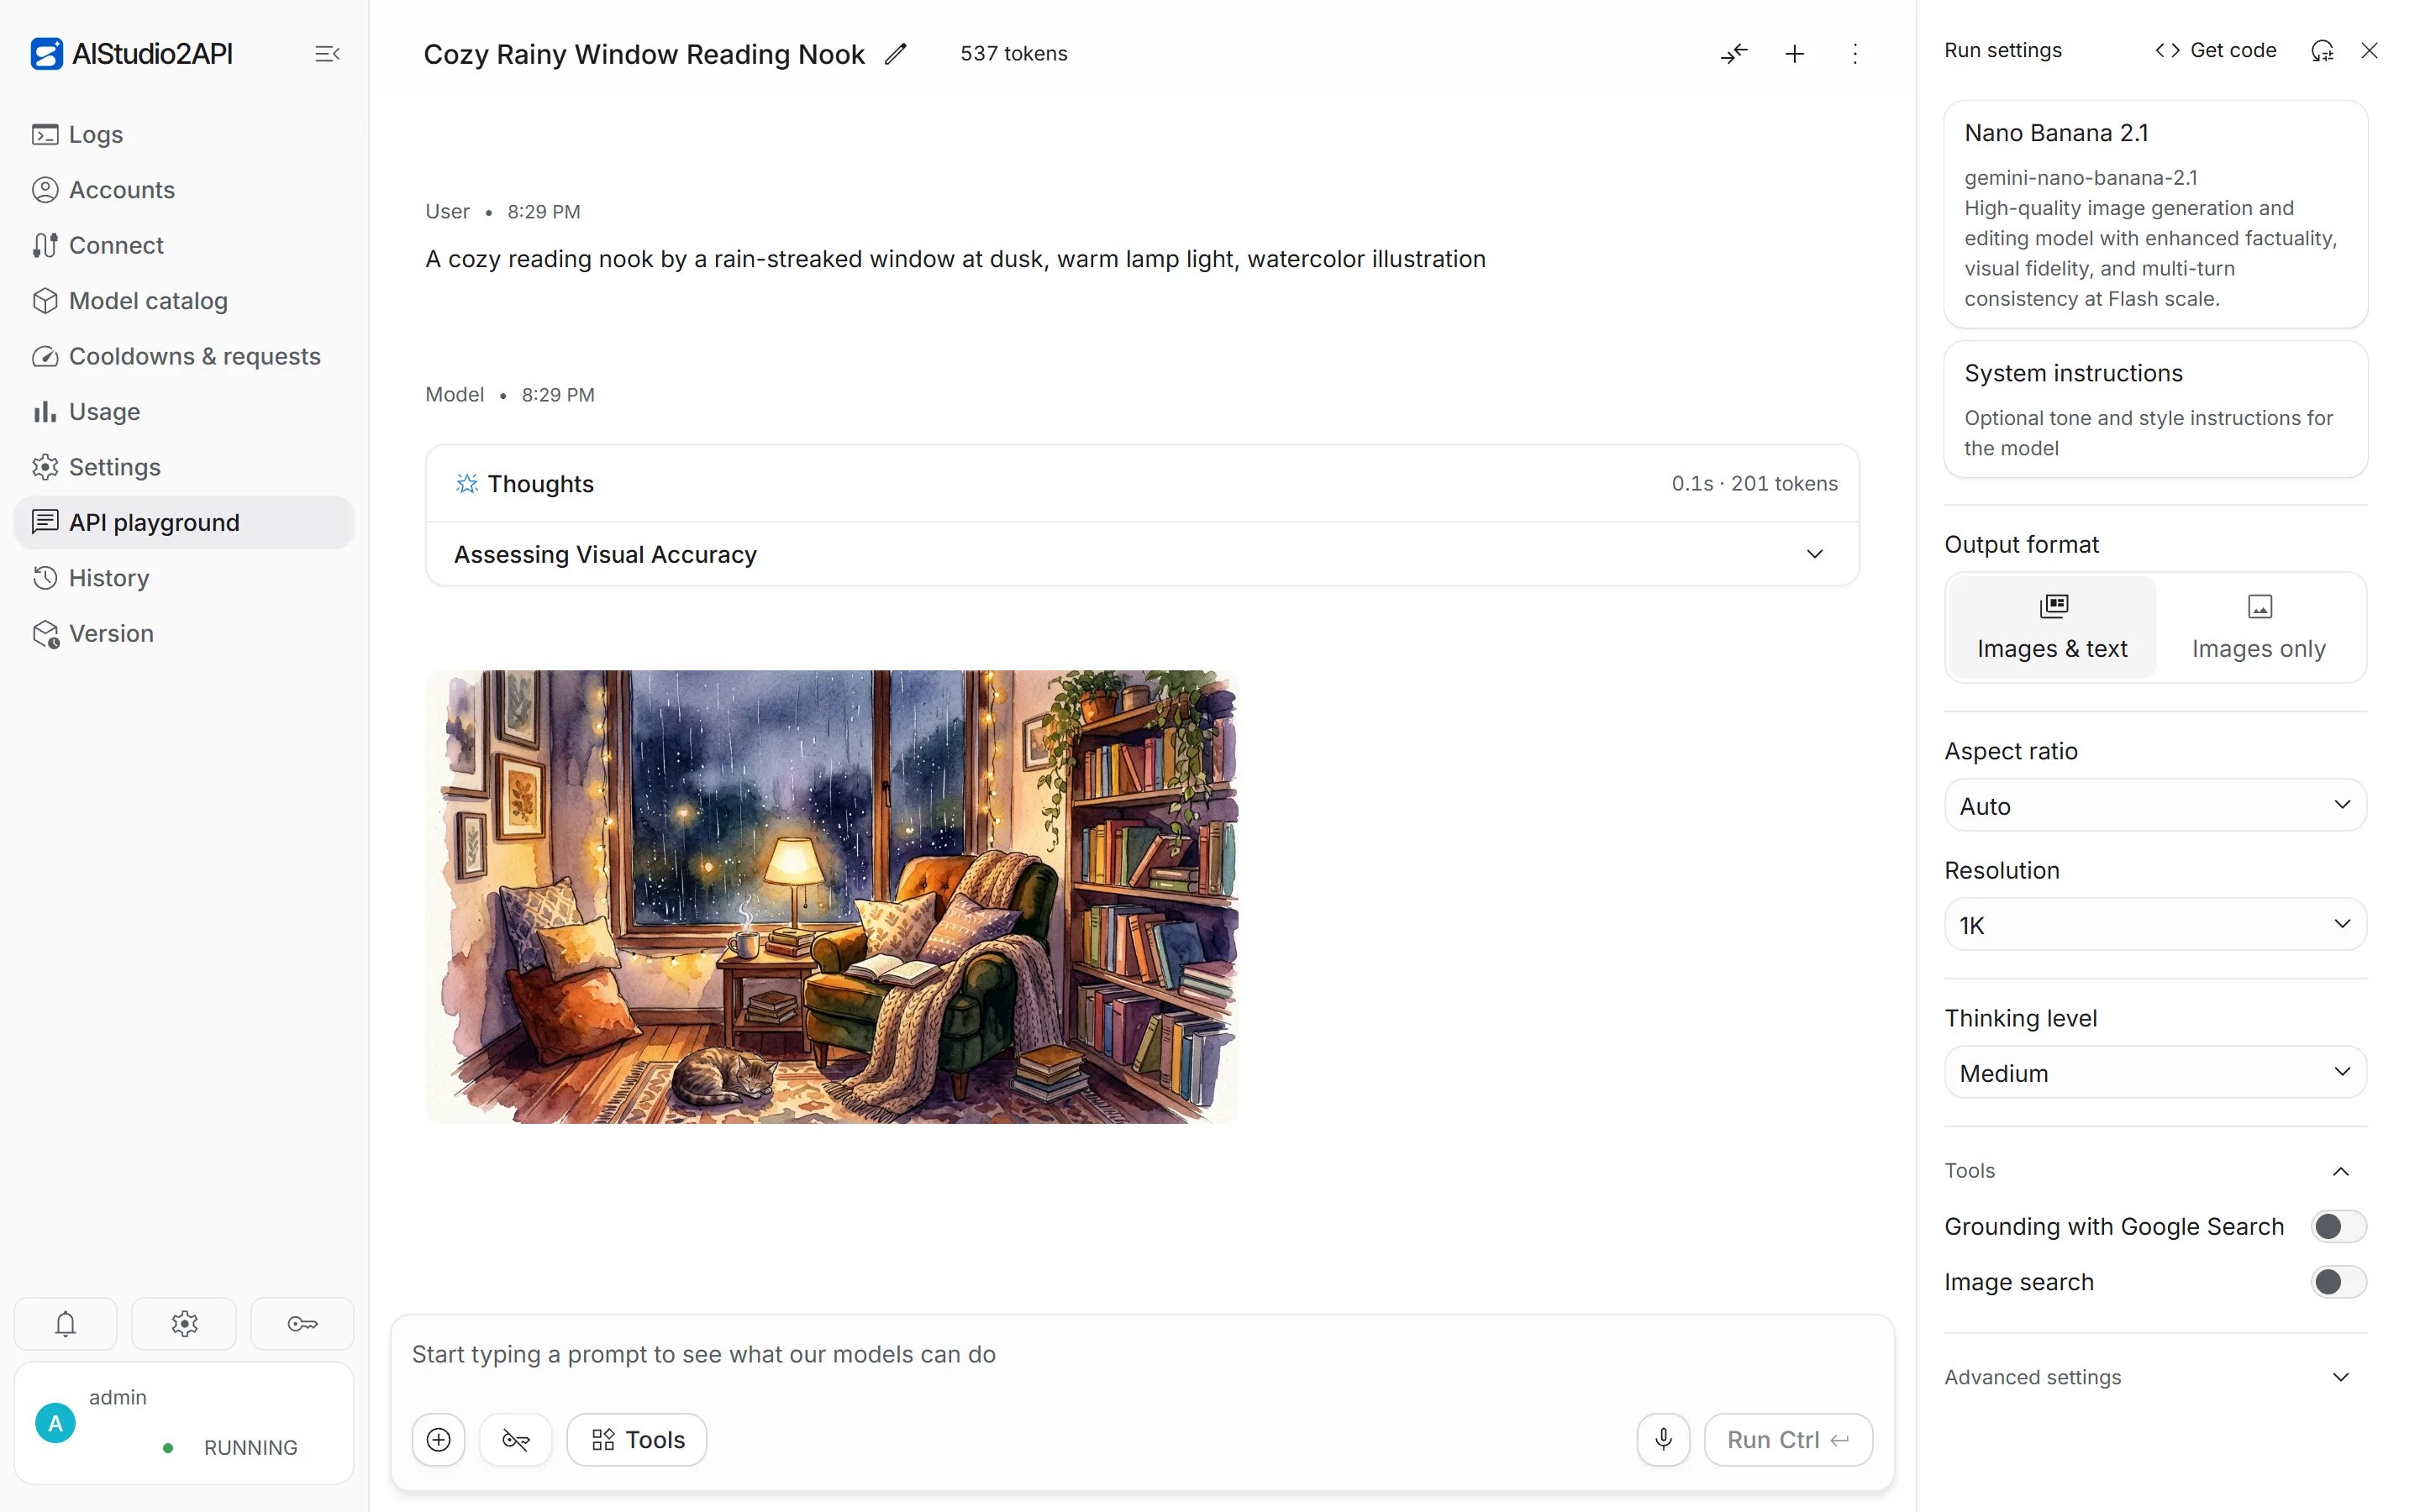 AIStudio2API
Logs
Accounts
Connect
Model catalog
Cooldowns & requests
Usage
Settings
API playground
History
Version
admin
A
RUNNING
Cozy Rainy Window Reading Nook
537 tokens
User • 8:29 PM
A cozy reading nook by a rain-streaked window at dusk, warm lamp light, watercolor illustration
Model • 8:29 PM
Thoughts
0.1s · 201 tokens
Assessing Visual Accuracy
Start typing a prompt to see what our models can do
Tools
Run Ctrl
Run settings
Get code
Nano Banana 2.1
gemini-nano-banana-2.1
High-quality image generation and
editing model with enhanced factuality,
visual fidelity, and multi-turn
consistency at Flash scale.
System instructions
Optional tone and style instructions for
the model
Output format
Images & text
Images only
Aspect ratio
Auto
Resolution
1K
Thinking level
Medium
Tools
Grounding with Google Search
Image search
Advanced settings